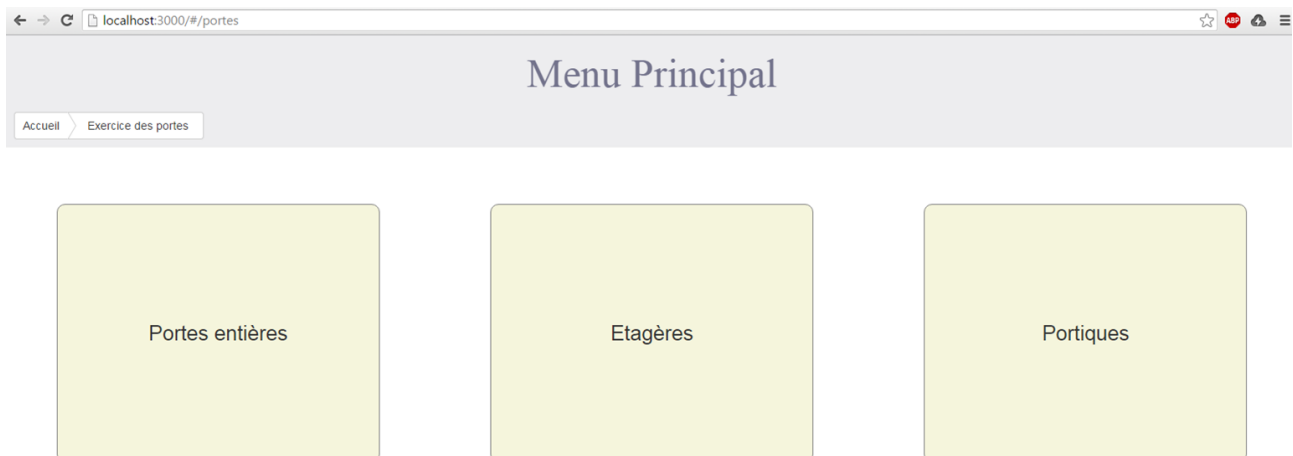 localhost:3000/#/portes
ABP
Menu Principal
Accueil
Exercice des portes
Portes entières
Etagères
Portiques